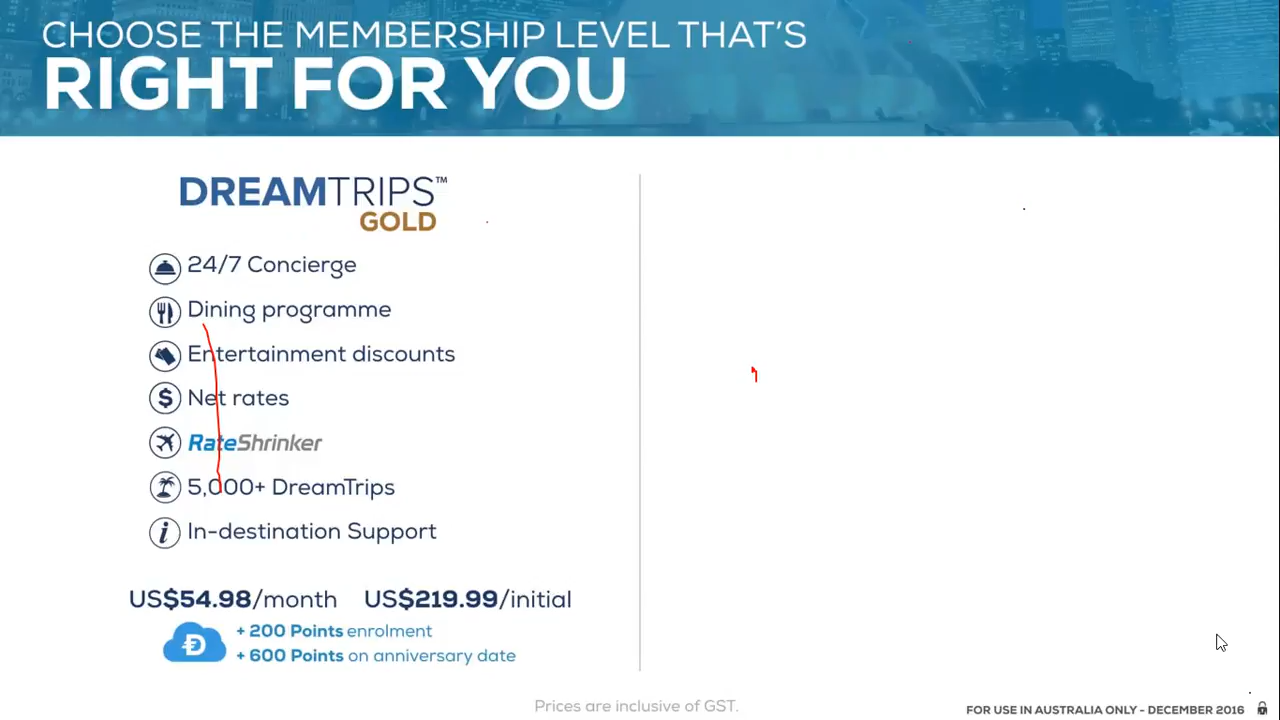 CHOOSE THE MEMBERSHIP LEVEL THAT'S
RIGHT FOR YOU
DREAMTRIPS™
GOLD
24/7 Concierge
Dining programme
Entertainment discounts
Net rates
RateShrinker
5,000+ DreamTrips
In-destination Support
US$54.98/month US$219.99/initial
+ 200 Points enrolment
+ 600 Points on anniversary date
Prices are inclusive of GST.
FOR USE IN AUSTRALIA ONLY - DECEMBER 2016